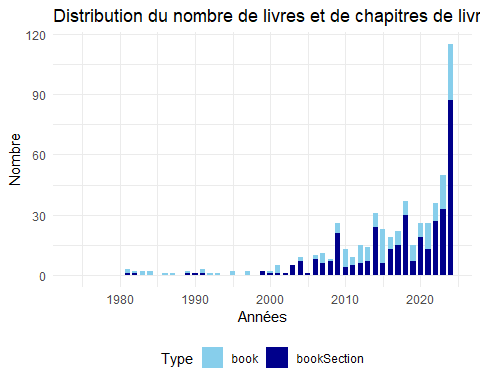 Distribution du nombre de livres et de chapitres de livr
120
90
60
30
0
Nombre
1980
1990
2000
2010
2020
Années
Type book bookSection